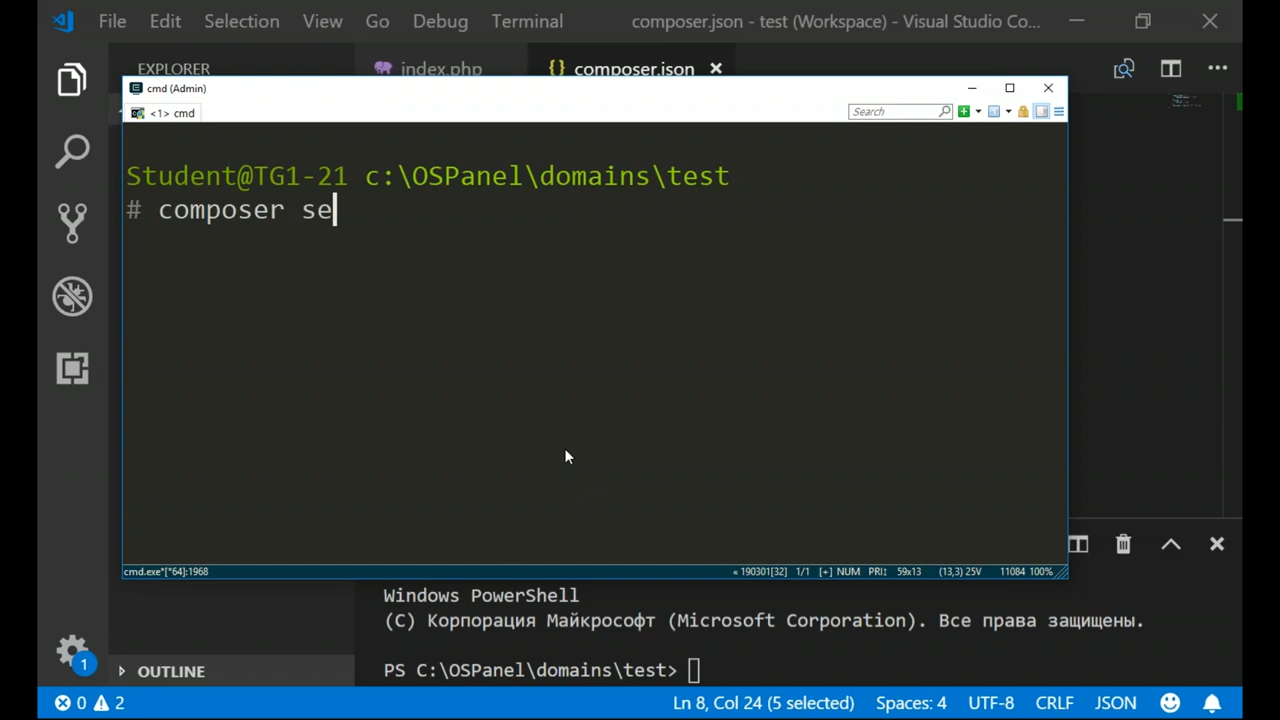 File Edit Selection View Go Debug Terminal composer.json - test (Workspace) - Visual Studio Co...
EXPLORER index.php {} composer.json
cmd (Admin)
<1> cmd Search
Student@TG1-21 c:\OSPanel\domains\test
# composer se
cmd.exe*[*64]:1968 « 190301[32] 1/1 [+] NUM PRI↕ 59x13 (13,3) 25V 11084 100%
Windows PowerShell
(C) Корпорация Майкрософт (Microsoft Corporation). Все права защищены.
PS C:\OSPanel\domains\test>
1
OUTLINE
0 2 Ln 8, Col 24 (5 selected) Spaces: 4 UTF-8 CRLF JSON